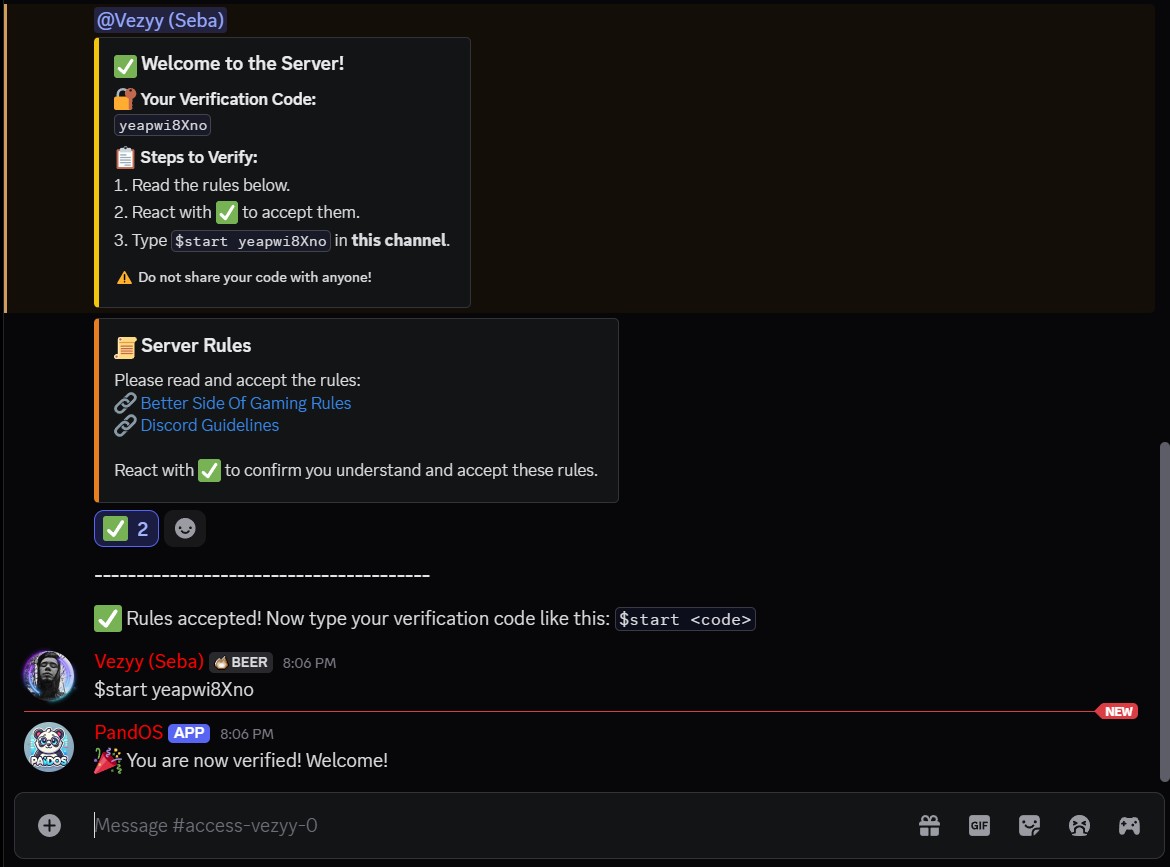 @Vezyy (Seba)
✅ Welcome to the Server!
🔐 Your Verification Code:
yeapwi8Xno
📋 Steps to Verify:
1. Read the rules below.
2. React with ✅ to accept them.
3. Type $start yeapwi8Xno in this channel.
⚠️ Do not share your code with anyone!
📜 Server Rules
Please read and accept the rules:
🔗 Better Side Of Gaming Rules
🔗 Discord Guidelines
React with ✅ to confirm you understand and accept these rules.
✅ 2
----------------------------------------
✅ Rules accepted! Now type your verification code like this: $start <code>
Vezyy (Seba) BEER 8:06 PM
$start yeapwi8Xno
NEW
PandOS APP 8:06 PM
PANDOS
🎉 You are now verified! Welcome!
Message #access-vezyy-0
GIF